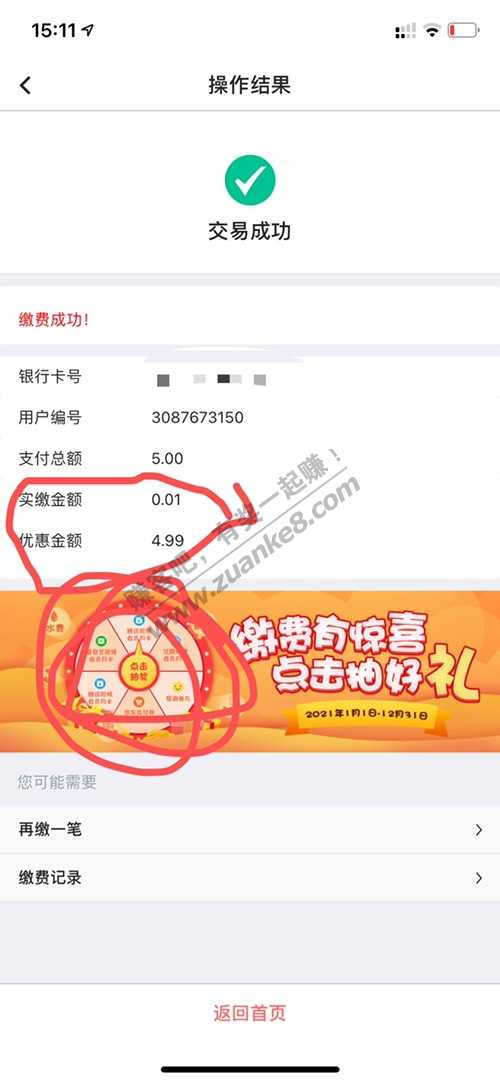 15:11
操作结果
交易成功
缴费成功!
银行卡号
用户编号 3087673150
支付总额 5.00
实缴金额 0.01
优惠金额 4.99
赚客吧,有奖一起赚!
www.zuanke8.com
水费
点击
抽奖
缴费有惊喜
点击抽好礼
2021年1月1日-12月31日
您可能需要
再缴一笔
缴费记录
返回首页